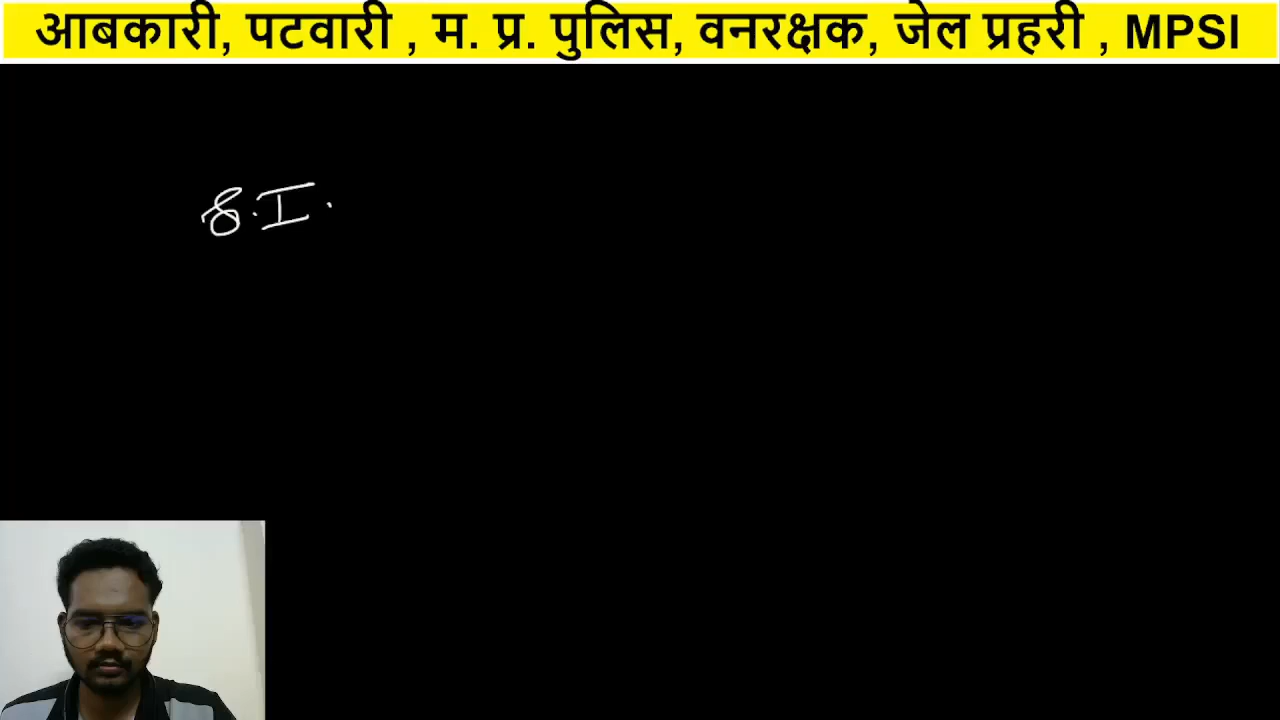 आबकारी, पटवारी , म. प्र. पुलिस, वनरक्षक, जेल प्रहरी , MPSI
S.I.